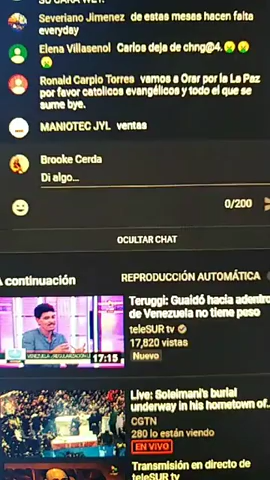 SU CARA WEY.
Severiano Jimenez de estas mesas hacen falta
everyday
Elena Villasenol Carlos deja de chng@4.
Ronald Carpio Torres vamos a Orar por la La Paz
por favor catolicos evangélicos y todo el que se
sume bye.
MANIOTEC JYL ventas
Brooke Cerda
Di algo...
0/200
OCULTAR CHAT
A continuación
REPRODUCCIÓN AUTOMÁTICA
Teruggi: Guaidó hacia adentro
de Venezuela no tiene peso
teleSUR tv
17,820 vistas
Nuevo
17:15
Live: Soleimani's burial
underway in his hometown of...
CGTN
280 lo están viendo
EN VIVO
Transmisión en directo de
teleSUR tv